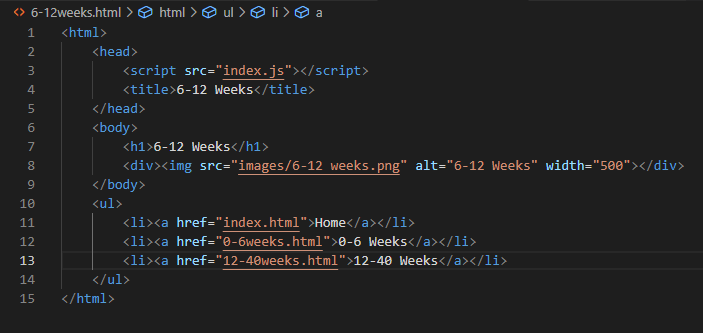 6-12weeks.html > html > ul > li > a
1 <html>
2     <head>
3         <script src="index.js"></script>
4         <title>6-12 Weeks</title>
5     </head>
6     <body>
7         <h1>6-12 Weeks</h1>
8         <div><img src="images/6-12 weeks.png" alt="6-12 Weeks" width="500"></div>
9     </body>
10     <ul>
11         <li><a href="index.html">Home</a></li>
12         <li><a href="0-6weeks.html">0-6 Weeks</a></li>
13         <li><a href="12-40weeks.html">12-40 Weeks</a></li>
14     </ul>
15 </html>